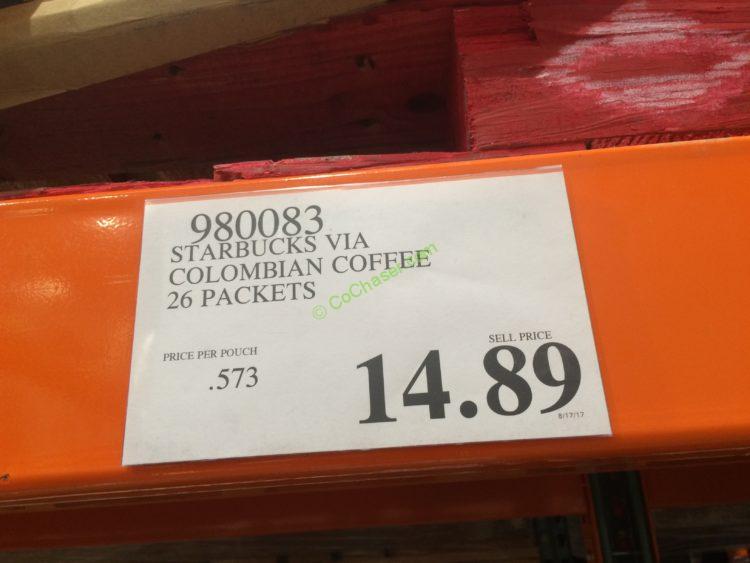 980083
STARBUCKS VIA
COLOMBIAN COFFEE
26 PACKETS
© CoChaser.com
PRICE PER POUCH
.573
SELL PRICE
14.89
8/17/17